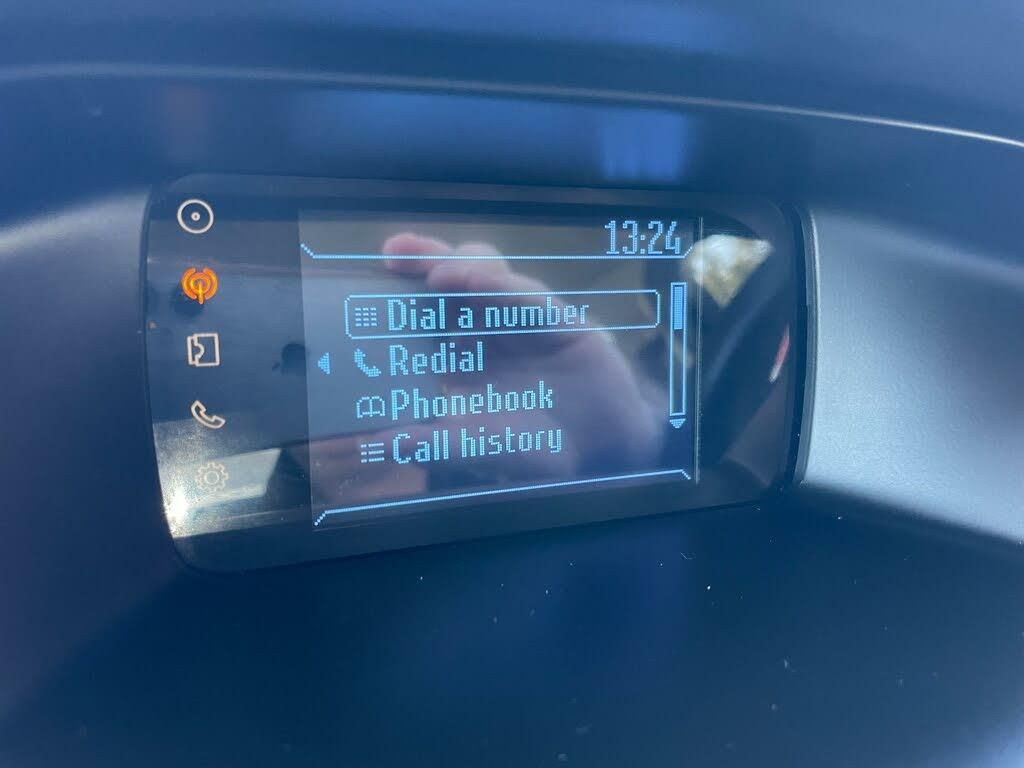 13:24
Dial a number
Redial
Phonebook
Call history